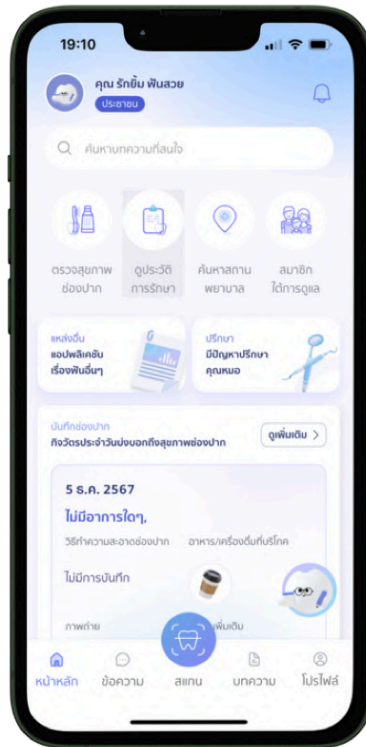 19:10
คุณ รักยิ้ม ฟันสวย
ประชาชน
ค้นหาบทความที่สนใจ
ตรวจสุขภาพ
ช่องปาก
ดูประวัติ
การรักษา
ค้นหาสถาน
พยาบาล
สมาชิก
ใต้การดูแล
แหล่งอื่น
แอปพลิเคชัน
เรื่องฟันอื่นๆ
ปรึกษา
มีปัญหาปรึกษา
คุณหมอ
บันทึกช่องปาก
กิจวัตรประจำวันบ่งบอกถึงสุขภาพช่องปาก
ดูเพิ่มเติม >
5 ธ.ค. 2567
ไม่มีอาการใดๆ,
วิธีทำความสะอาดช่องปาก
อาหาร/เครื่องดื่มที่บริโภค
ไม่มีการบันทึก
ภาพถ่าย
เพิ่มเติม
หน้าหลัก
ข้อความ
สแกน
บทความ
โปรไฟล์